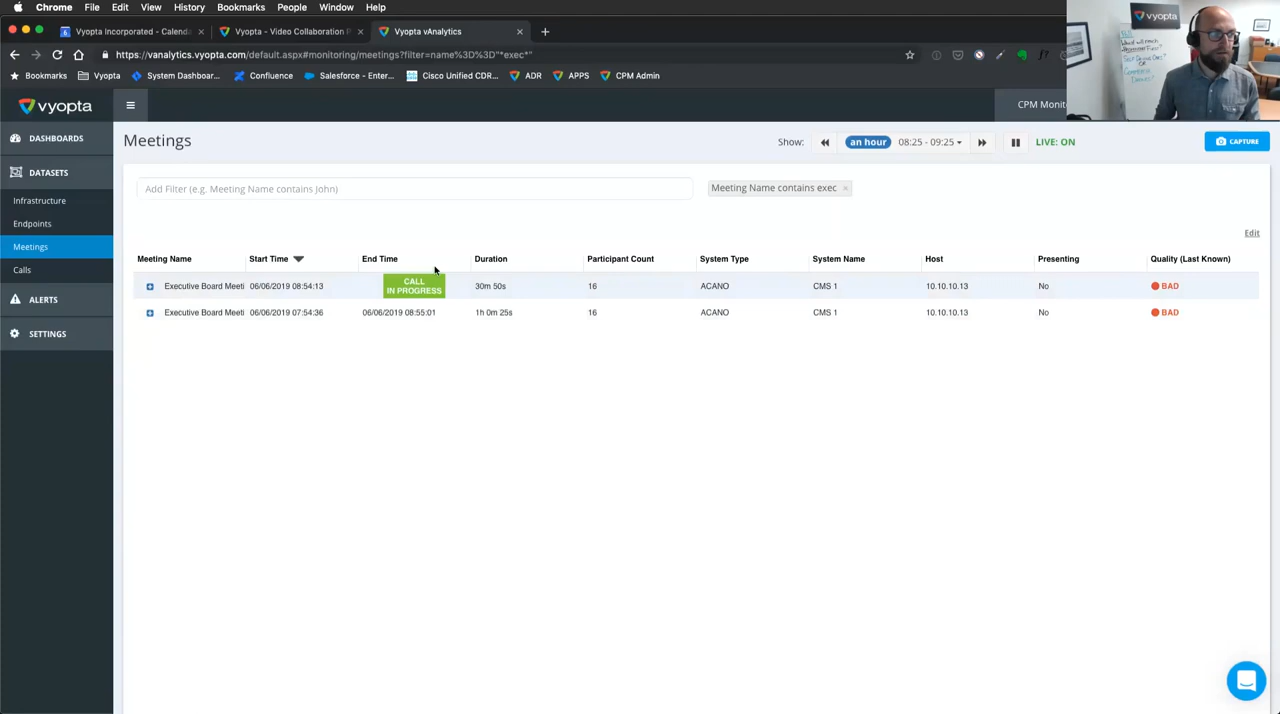 Chrome File Edit View History Bookmarks People Window Help
Vyopta Incorporated - Calenda
Vyopta - Video Collaboration P
Vyopta vAnalytics
https://vanalytics.vyopta.com/default.aspx#monitoring/meetings?filter=name%3D%3D"*exec*"
Bookmarks Vyopta System Dashboar... Confluence Salesforce - Enter... Cisco Unified CDR... ADR APPS CPM Admin
vyopta
vyopta
CPM Monito
DASHBOARDS
DATASETS
Infrastructure
Endpoints
Meetings
Calls
ALERTS
SETTINGS
Meetings
Show: an hour 08:25 - 09:25 LIVE: ON CAPTURE
Add Filter (e.g. Meeting Name contains John) Meeting Name contains exec ×
Edit
Meeting Name Start Time End Time Duration Participant Count System Type System Name Host Presenting Quality (Last Known)
Executive Board Meeti 06/06/2019 08:54:13 CALL IN PROGRESS 30m 50s 16 ACANO CMS 1 10.10.10.13 No BAD
Executive Board Meeti 06/06/2019 07:54:36 06/06/2019 08:55:01 1h 0m 25s 16 ACANO CMS 1 10.10.10.13 No BAD